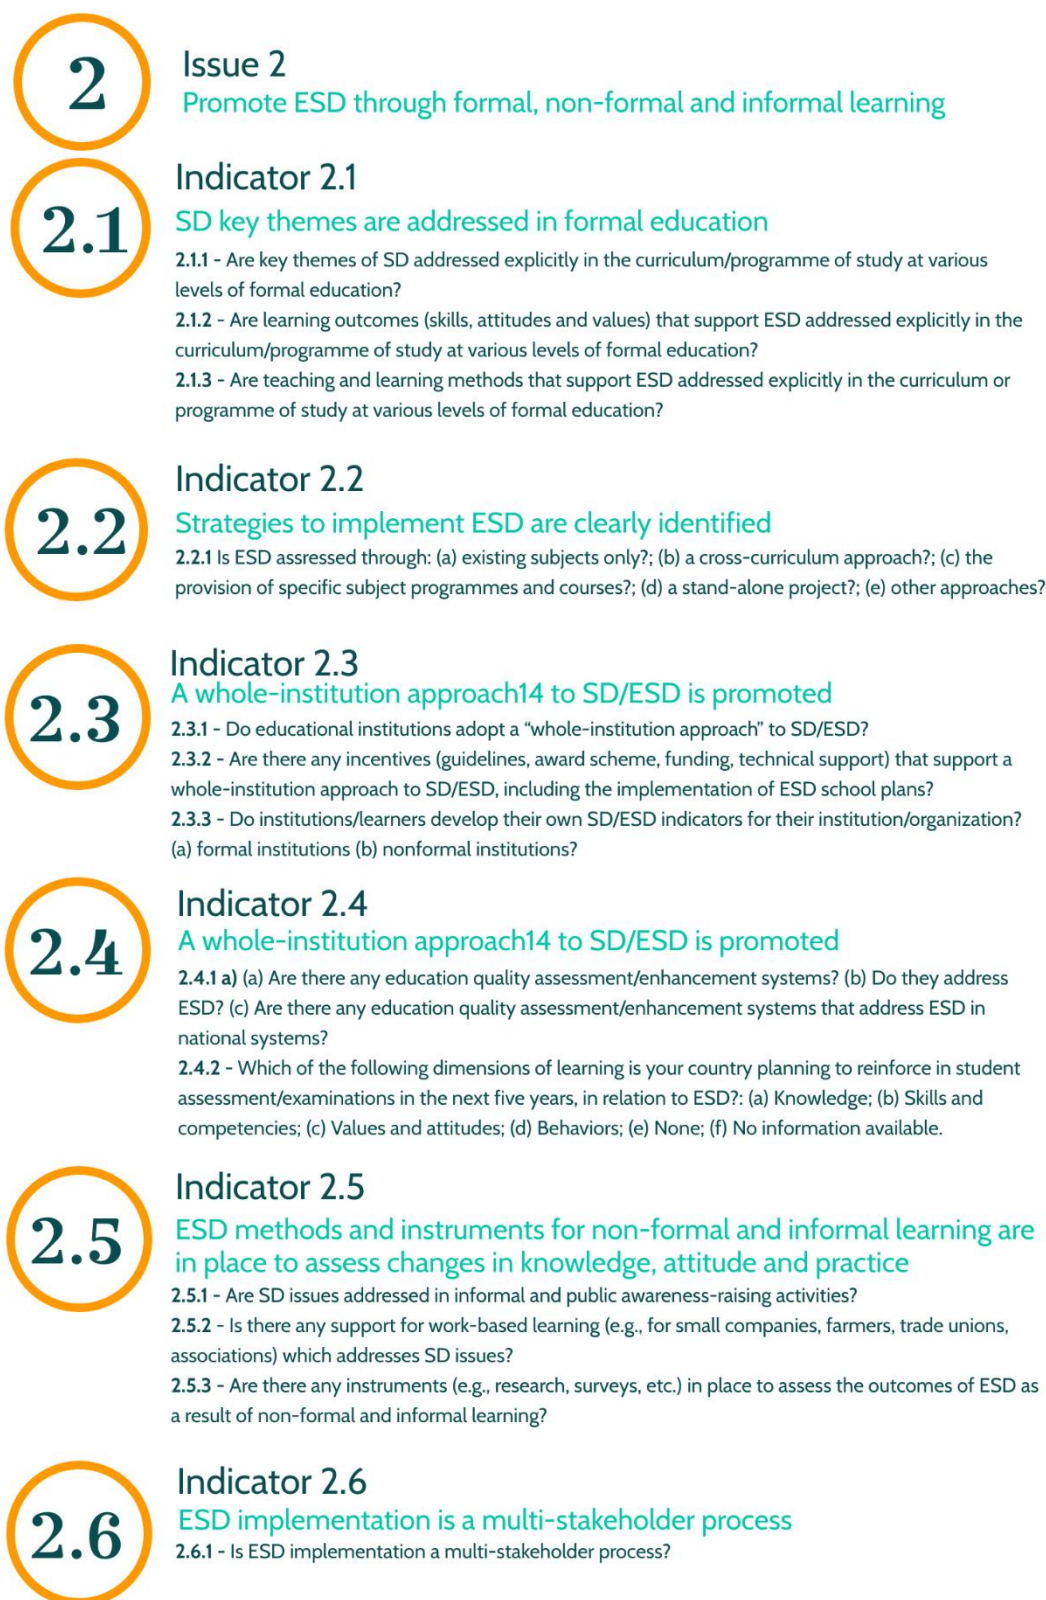 2
Issue 2
Promote ESD through formal, non-formal and informal learning
2.1
Indicator 2.1
SD key themes are addressed in formal education
2.1.1 - Are key themes of SD addressed explicitly in the curriculum/programme of study at various
levels of formal education?
2.1.2 - Are learning outcomes (skills, attitudes and values) that support ESD addressed explicitly in the
curriculum/programme of study at various levels of formal education?
2.1.3 - Are teaching and learning methods that support ESD addressed explicitly in the curriculum or
programme of study at various levels of formal education?
2.2
Indicator 2.2
Strategies to implement ESD are clearly identified
2.2.1 Is ESD assressed through: (a) existing subjects only?; (b) a cross-curriculum approach?; (c) the
provision of specific subject programmes and courses?; (d) a stand-alone project?; (e) other approaches?
2.3
Indicator 2.3
A whole-institution approach14 to SD/ESD is promoted
2.3.1 - Do educational institutions adopt a “whole-institution approach” to SD/ESD?
2.3.2 - Are there any incentives (guidelines, award scheme, funding, technical support) that support a
whole-institution approach to SD/ESD, including the implementation of ESD school plans?
2.3.3 - Do institutions/learners develop their own SD/ESD indicators for their institution/organization?
(a) formal institutions (b) nonformal institutions?
2.4
Indicator 2.4
A whole-institution approach14 to SD/ESD is promoted
2.4.1 a) (a) Are there any education quality assessment/enhancement systems? (b) Do they address
ESD? (c) Are there any education quality assessment/enhancement systems that address ESD in
national systems?
2.4.2 - Which of the following dimensions of learning is your country planning to reinforce in student
assessment/examinations in the next five years, in relation to ESD?: (a) Knowledge; (b) Skills and
competencies; (c) Values and attitudes; (d) Behaviors; (e) None; (f) No information available.
2.5
Indicator 2.5
ESD methods and instruments for non-formal and informal learning are
in place to assess changes in knowledge, attitude and practice
2.5.1 - Are SD issues addressed in informal and public awareness-raising activities?
2.5.2 - Is there any support for work-based learning (e.g., for small companies, farmers, trade unions,
associations) which addresses SD issues?
2.5.3 - Are there any instruments (e.g., research, surveys, etc.) in place to assess the outcomes of ESD as
a result of non-formal and informal learning?
2.6
Indicator 2.6
ESD implementation is a multi-stakeholder process
2.6.1 - Is ESD implementation a multi-stakeholder process?